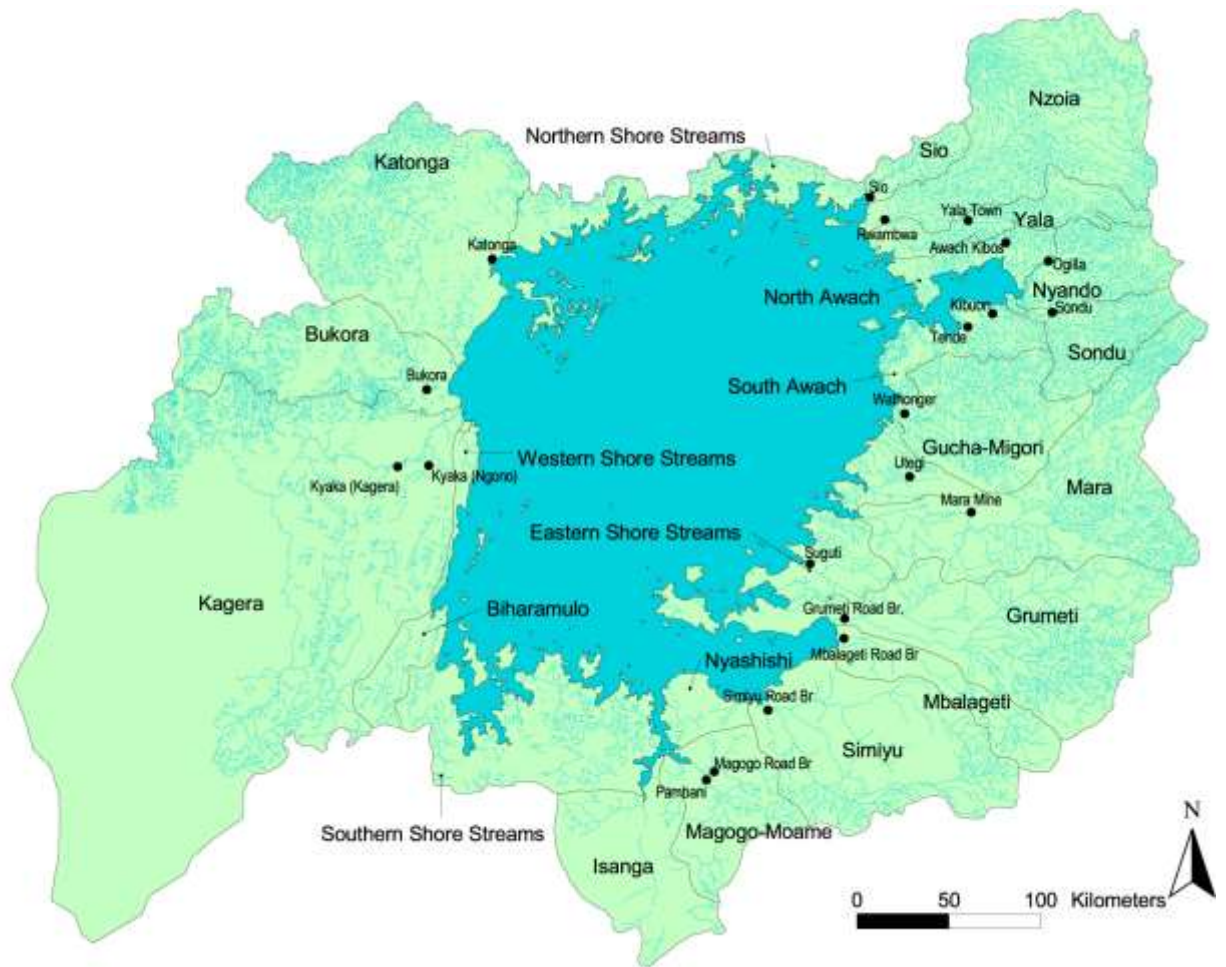 Nzoia
Northern Shore Streams
Sio
Katonga
Sio
Yala Town
Yala
Rwambwa
Awach Kibos
Katonga
Ogilla
North Awach
Nyando
Kibuon
Sondu
Tende
Bukora
Sondu
Bukora
South Awach
Wathonger
Gucha-Migori
Western Shore Streams
Kyaka (Kagera)
Kyaka (Ngono)
Utegi
Mara
Mara Mine
Eastern Shore Streams
Suguti
Kagera
Biharamulo
Grumeti Road Br.
Grumeti
Mbalageti Road Br
Nyashishi
Simiyu Road Br
Mbalageti
Simiyu
Magogo Road Br
Pambani
Southern Shore Streams
Magogo-Moame
Isanga
N
0 50 100 Kilometers